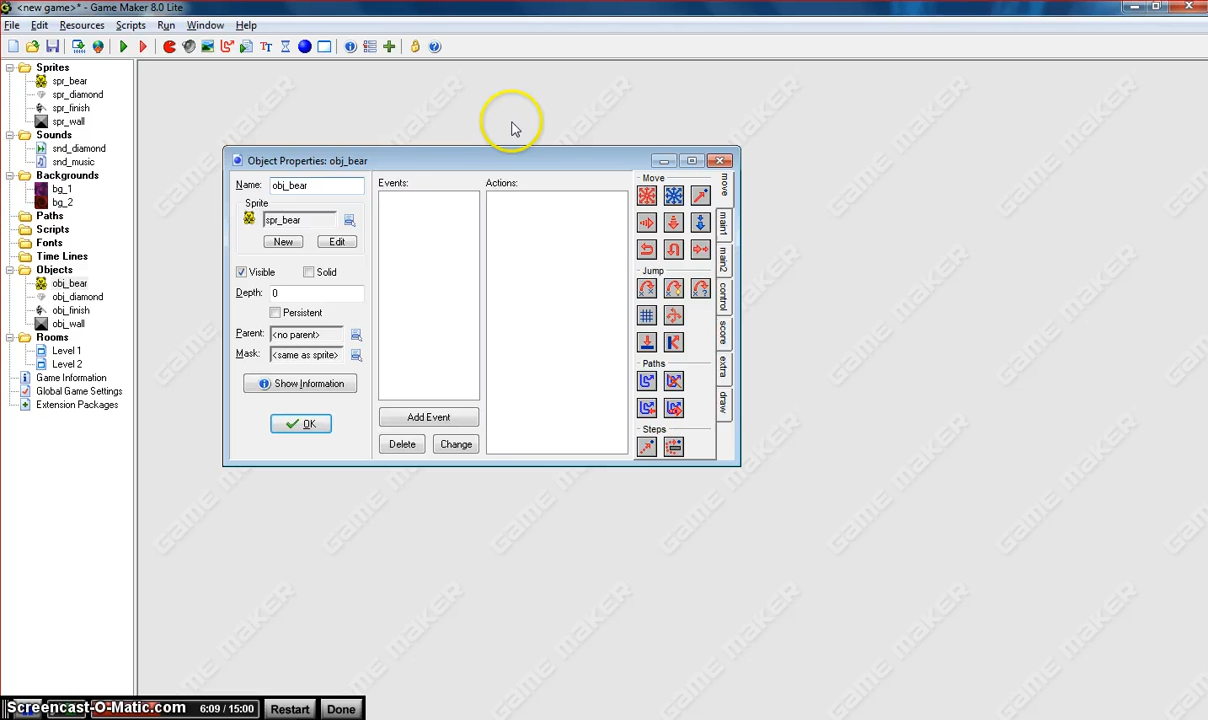 <new game>* - Game Maker 8.0 Lite
File Edit Resources Scripts Run Window Help
Sprites
spr_bear
spr_diamond
spr_finish
spr_wall
Sounds
snd_diamond
snd_music
Backgrounds
bg_1
bg_2
Paths
Scripts
Fonts
Time Lines
Objects
obj_bear
obj_diamond
obj_finish
obj_wall
Rooms
Level 1
Level 2
Game Information
Global Game Settings
Extension Packages
Object Properties: obj_bear
Name: obj_bear
Sprite
spr_bear
New Edit
Visible Solid
Depth: 0
Persistent
Parent: <no parent>
Mask: <same as sprite>
Show Information
OK
Events:
Add Event
Delete Change
Actions:
Move
Jump
Paths
Steps
move
main1
main2
control
score
extra
draw
GAME MAKER
Screencast-O-Matic.com 6:09 / 15:00 Restart Done